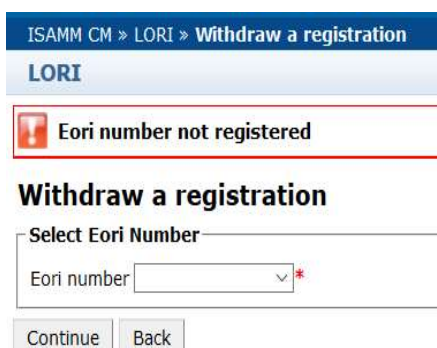 ISAMM CM » LORI » Withdraw a registration
LORI
Eori number not registered
Withdraw a registration
Select Eori Number
Eori number *
Continue Back